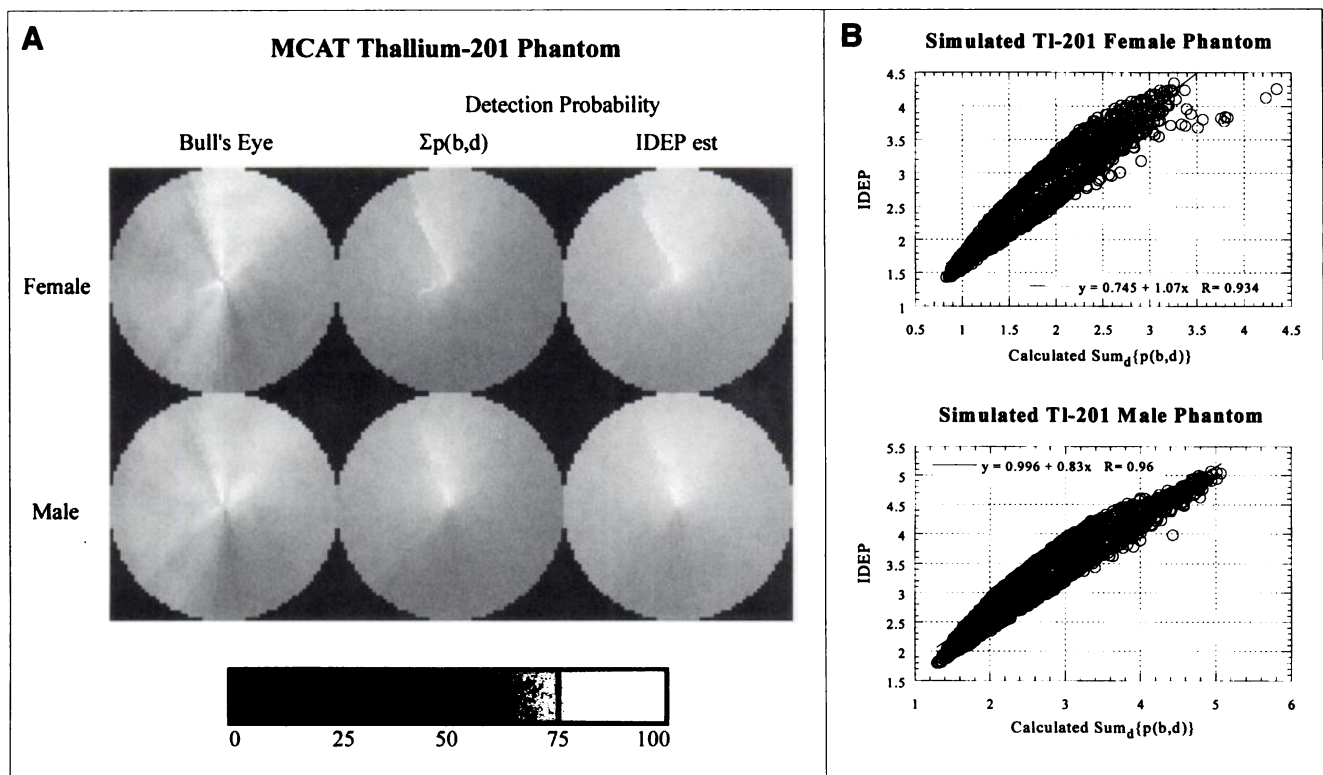 A
MCAT Thallium-201 Phantom
Detection Probability
Bull's Eye
Σp(b,d)
IDEP est
Female
Male
0 25 50 75 100
B
Simulated Tl-201 Female Phantom
4.5
4
3.5
3
2.5
2
1.5
1
IDEP
y = 0.745 + 1.07x R= 0.934
0.5 1 1.5 2 2.5 3 3.5 4 4.5
Calculated Sum_d{p(b,d)}
Simulated Tl-201 Male Phantom
5.5
5
4.5
4
3.5
3
2.5
2
1.5
IDEP
y = 0.996 + 0.83x R= 0.96
1 2 3 4 5 6
Calculated Sum_d{p(b,d)}